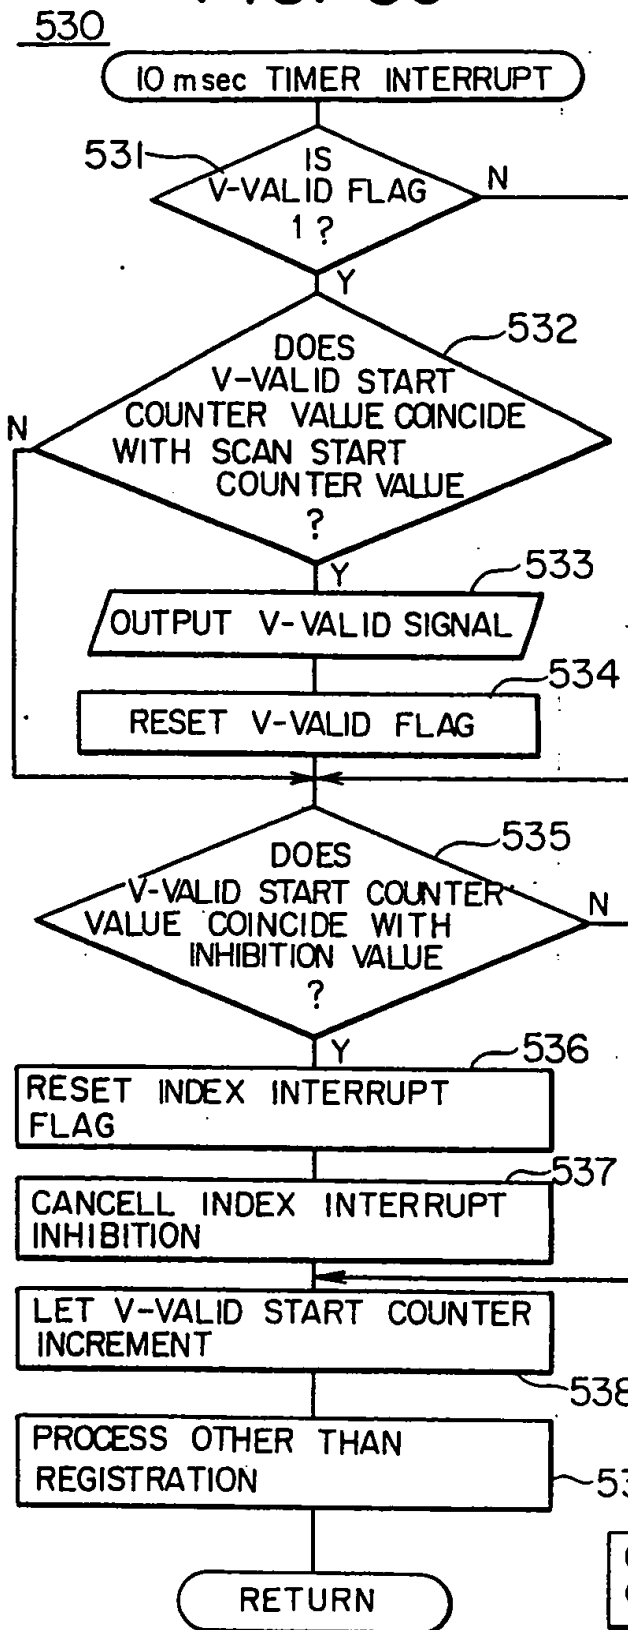 530
10 msec TIMER INTERRUPT
531
IS
V-VALID FLAG
1 ?
N
Y
532
DOES
V-VALID START
COUNTER VALUE COINCIDE
WITH SCAN START
COUNTER VALUE
?
N
Y
533
OUTPUT V-VALID SIGNAL
534
RESET V-VALID FLAG
535
DOES
V-VALID START COUNTER
VALUE COINCIDE WITH
INHIBITION VALUE
?
N
Y
536
RESET INDEX INTERRUPT
FLAG
537
CANCELL INDEX INTERRUPT
INHIBITION
LET V-VALID START COUNTER
INCREMENT
538
PROCESS OTHER THAN
REGISTRATION
RETURN